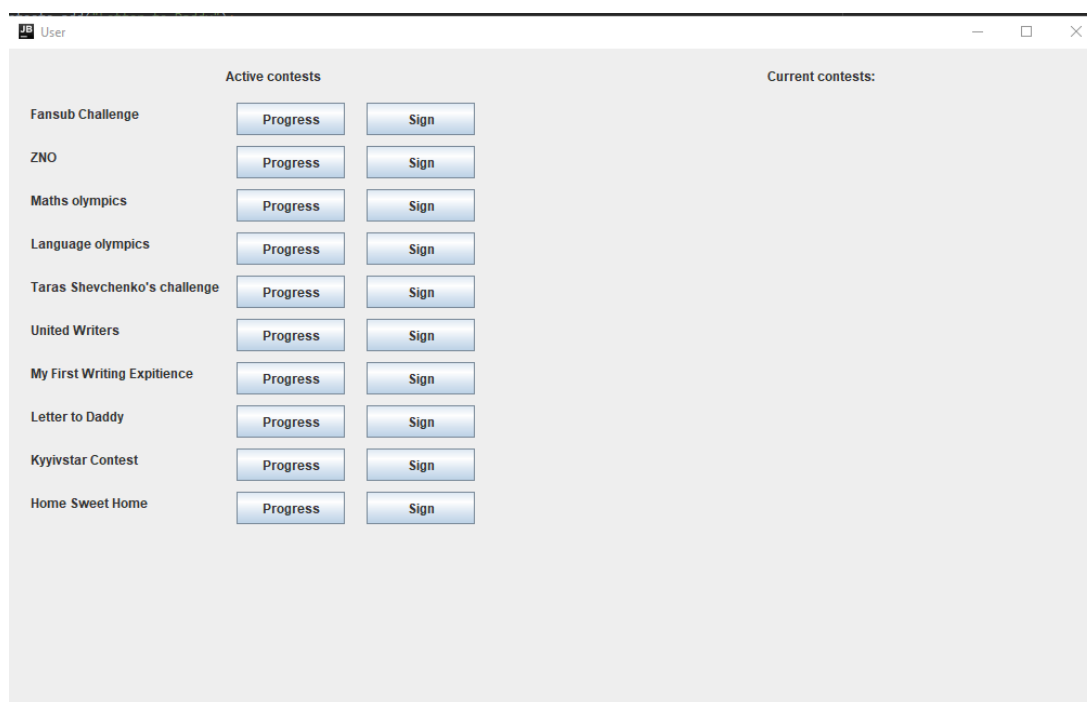 JB User
Active contests Current contests:
Fansub Challenge Progress Sign
ZNO Progress Sign
Maths olympics Progress Sign
Language olympics Progress Sign
Taras Shevchenko's challenge Progress Sign
United Writers Progress Sign
My First Writing Expitience Progress Sign
Letter to Daddy Progress Sign
Kyyivstar Contest Progress Sign
Home Sweet Home Progress Sign